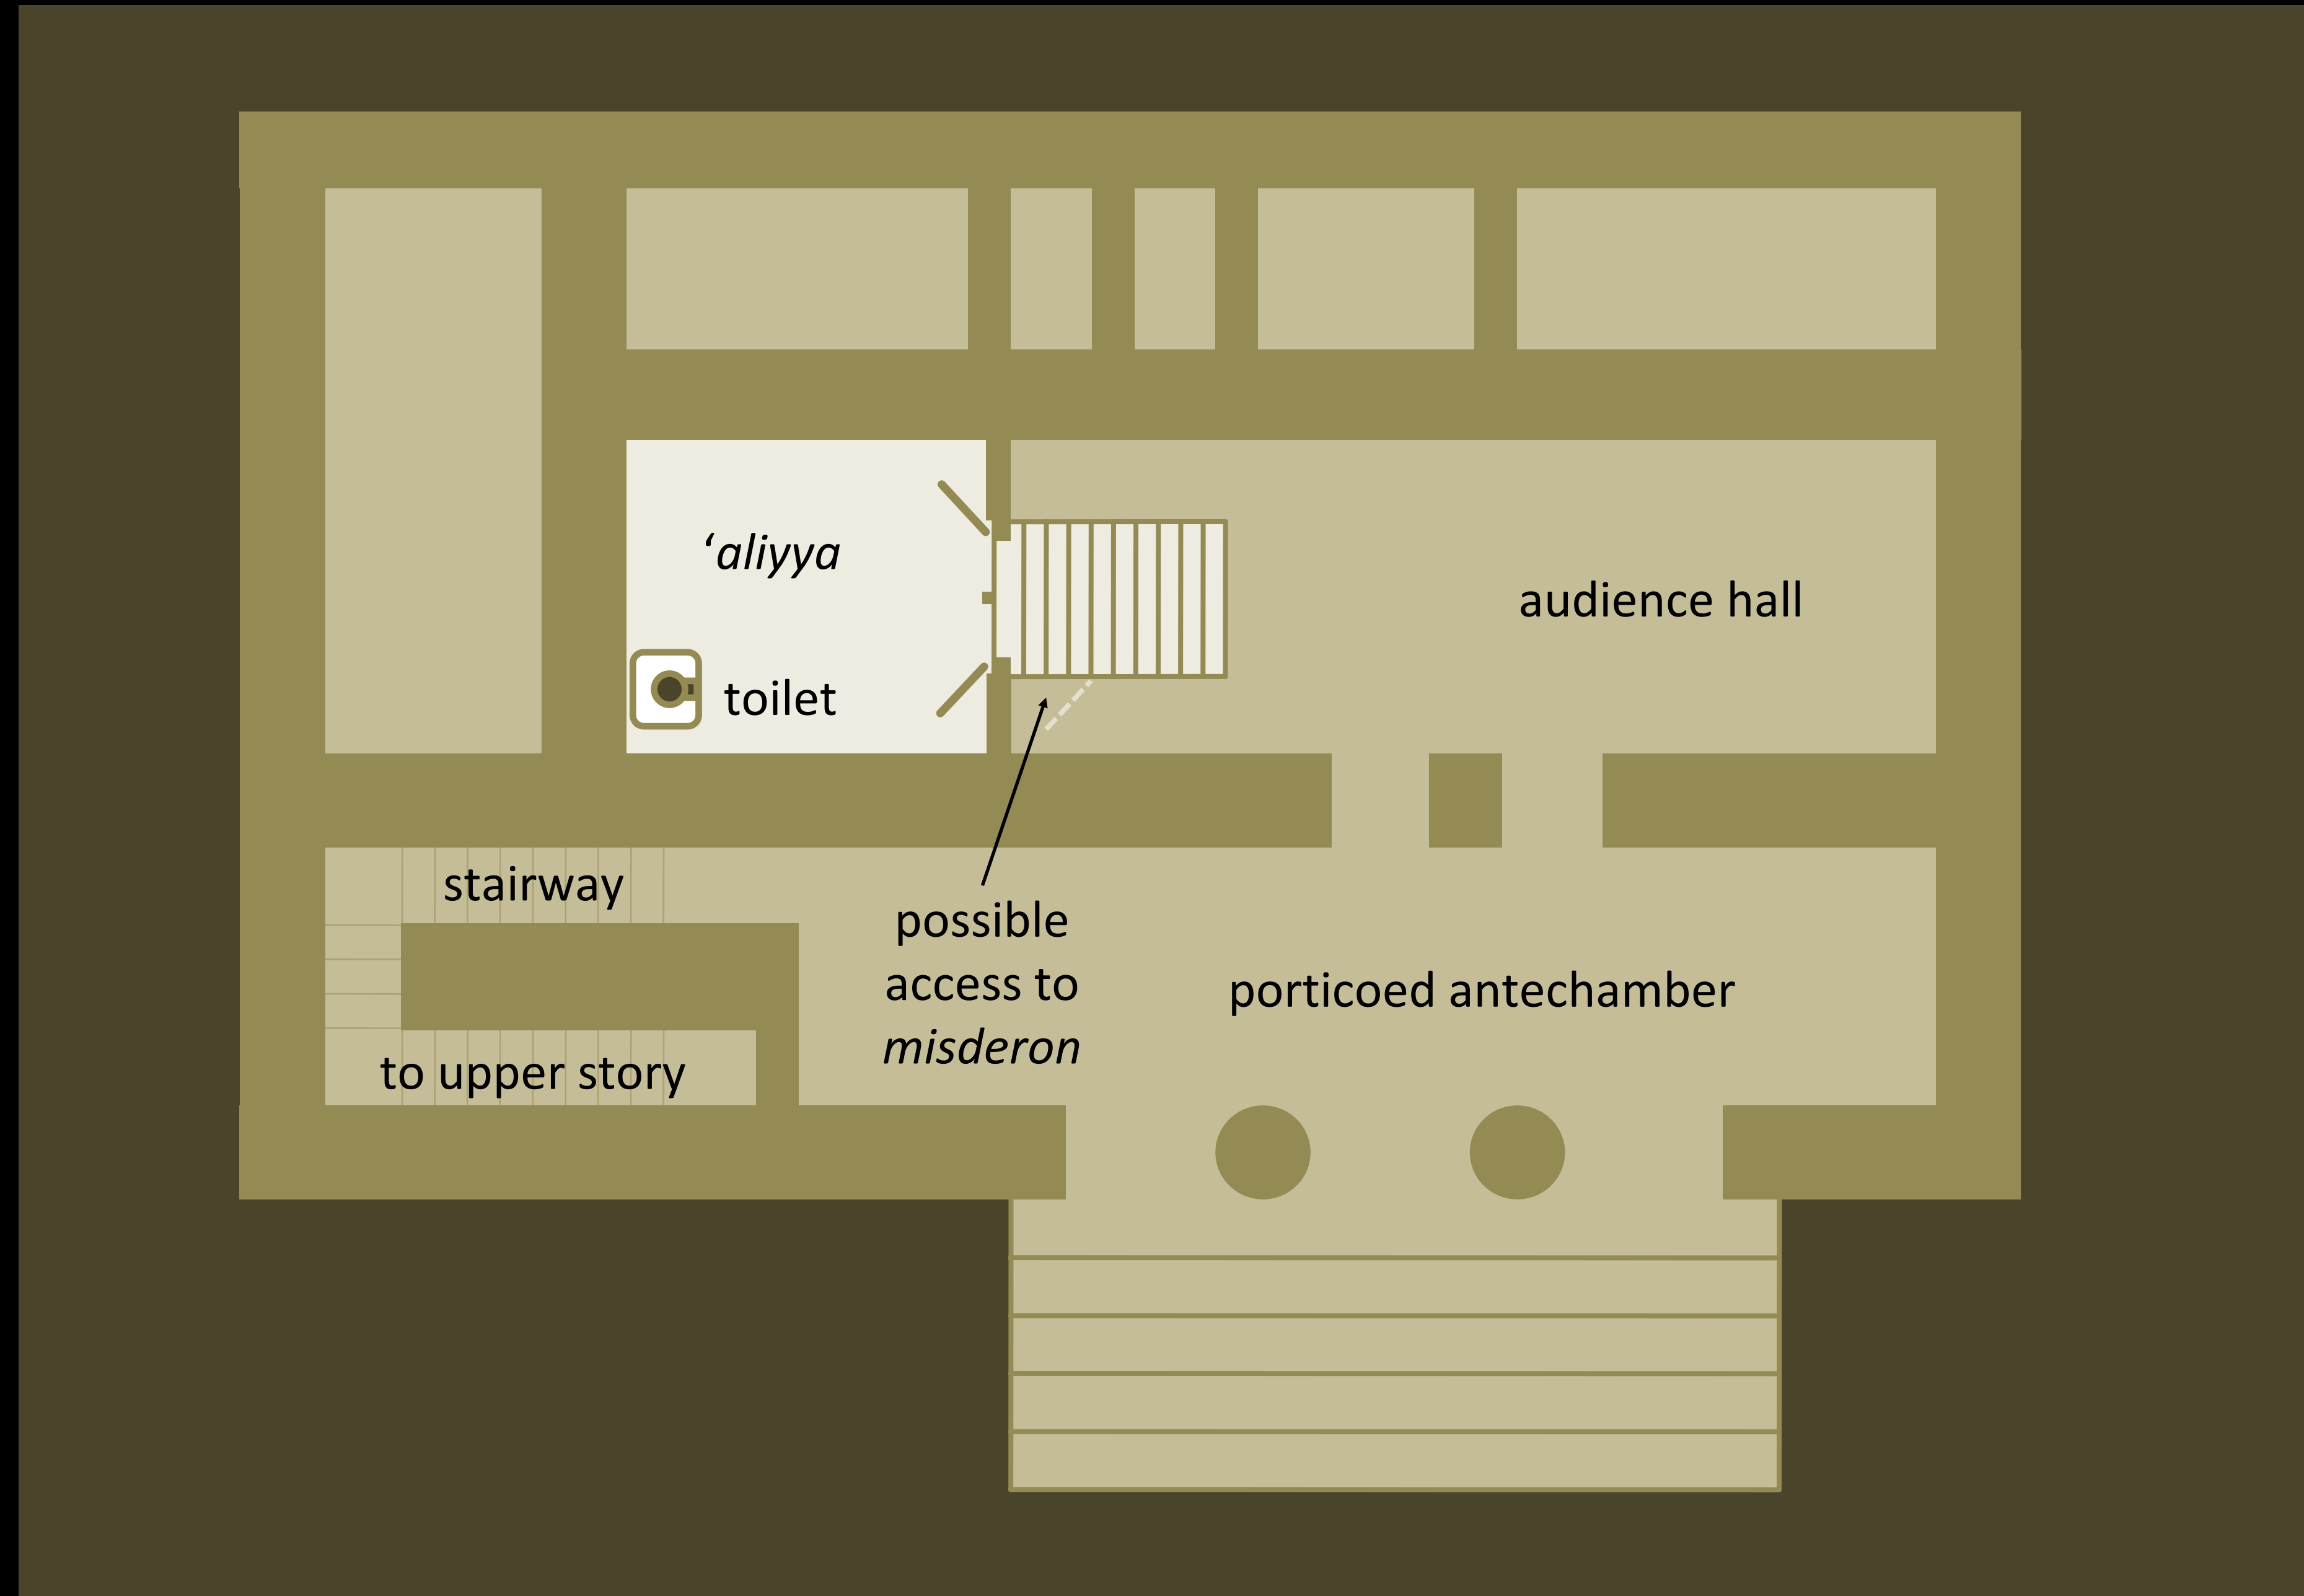 ‘aliyya
audience hall
toilet
stairway
possible
access to
misderon
porticoed antechamber
to upper story